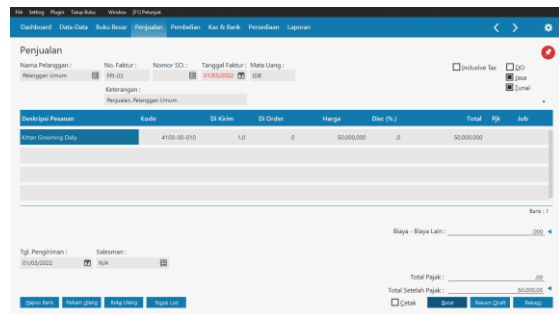 File Setting Plugin Tutup Buku Window [F1] Petunjuk
Dashboard Data-Data Buku Besar Penjualan Pembelian Kas & Bank Persediaan Laporan
Penjualan
Nama Pelanggan : No. Faktur : Nomor SO. : Tanggal Faktur : Mata Uang : Inclusive Tax DO
Pelanggan Umum FPJ-03 01/03/2022 IDR Jasa
Keterangan : Tunai
Penjualan, Pelanggan Umum
Deskripsi Pesanan Kode Di Kirim Di Order Harga Disc (%.) Total Pjk Job
Kitten Grooming Daily 4100-00-010 1.0 0 50.000.000 .0 50.000.000
Baris : 1
Biaya - Biaya Lain : .000
Tgl. Pengiriman : Salesman :
01/03/2022 N/A
Total Pajak : .00
Total Setelah Pajak : 50.000.00
Hapus Baris Rekam Ulang Buka Ulang Stock List Cetak Batal Rekam Draft Rekam